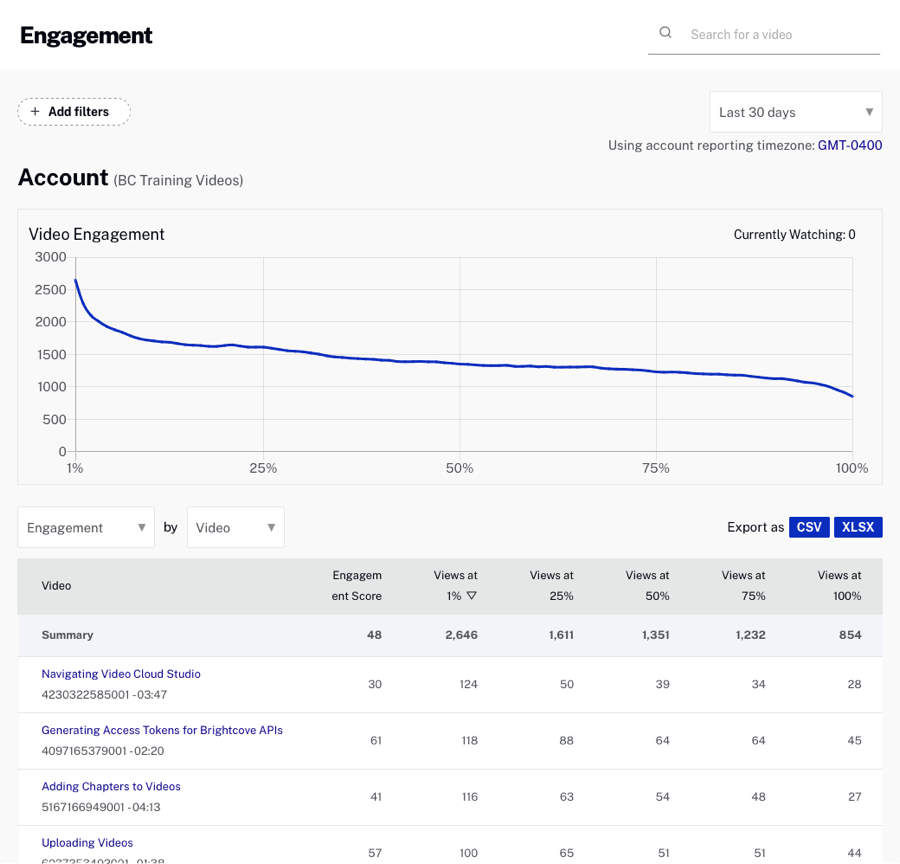 Engagement
Search for a video
+ Add filters
Last 30 days
Using account reporting timezone: GMT-0400
Account (BC Training Videos)
Video Engagement
Currently Watching: 0
3000
2500
2000
1500
1000
500
0
1% 25% 50% 75% 100%
Engagement by Video
Export as CSV XLSX
Video Engagem Views at Views at Views at Views at Views at
ent Score 1% 25% 50% 75% 100%
Summary 48 2,646 1,611 1,351 1,232 854
Navigating Video Cloud Studio
4230322585001 - 03:47
30 124 50 39 34 28
Generating Access Tokens for Brightcove APIs
4097165379001 - 02:20
61 118 88 64 64 45
Adding Chapters to Videos
5167166949001 - 04:13
41 116 63 54 48 27
Uploading Videos
57 100 65 51 51 44